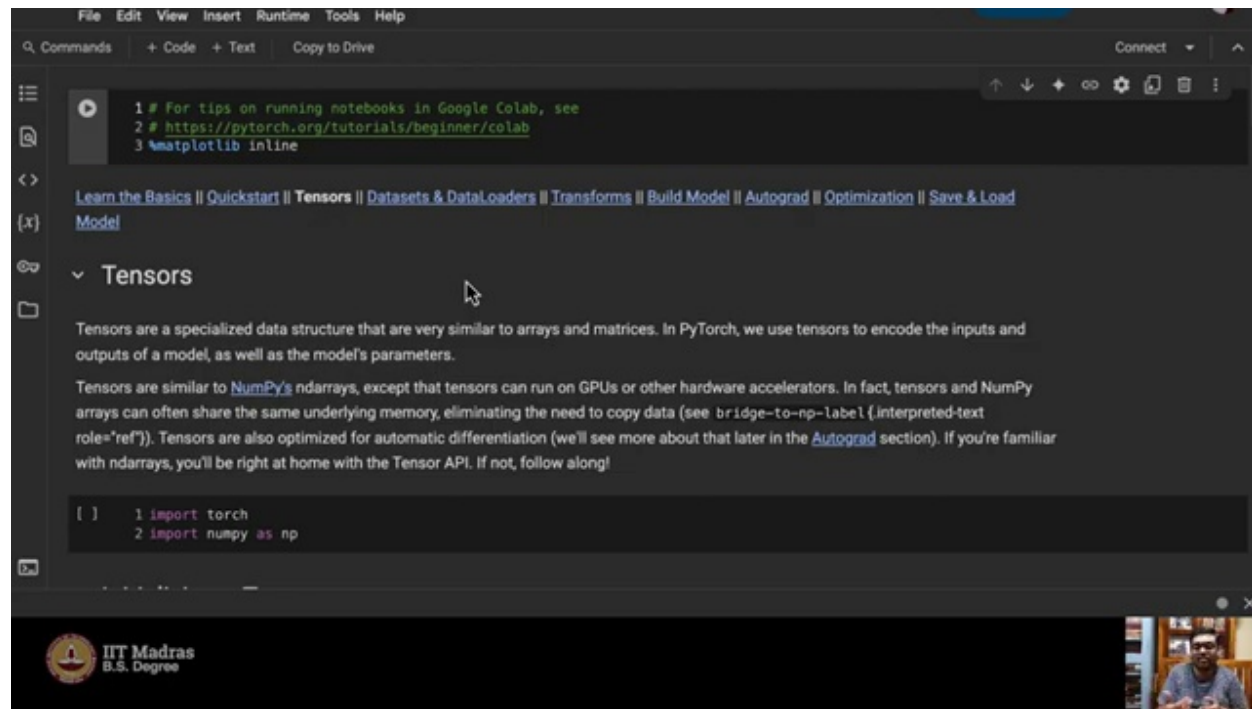 File Edit View Insert Runtime Tools Help
Commands + Code + Text Copy to Drive Connect
1 # For tips on running notebooks in Google Colab, see
2 # https://pytorch.org/tutorials/beginner/colab
3 %matplotlib inline
Learn the Basics || Quickstart || Tensors || Datasets & DataLoaders || Transforms || Build Model || Autograd || Optimization || Save & Load
Model
Tensors
Tensors are a specialized data structure that are very similar to arrays and matrices. In PyTorch, we use tensors to encode the inputs and
outputs of a model, as well as the model's parameters.
Tensors are similar to NumPy's ndarrays, except that tensors can run on GPUs or other hardware accelerators. In fact, tensors and NumPy
arrays can often share the same underlying memory, eliminating the need to copy data (see bridge-to-np-label{.interpreted-text
role="ref"}). Tensors are also optimized for automatic differentiation (we'll see more about that later in the Autograd section). If you're familiar
with ndarrays, you'll be right at home with the Tensor API. If not, follow along!
[ ] 1 import torch
2 import numpy as np
IIT Madras
B.S. Degree